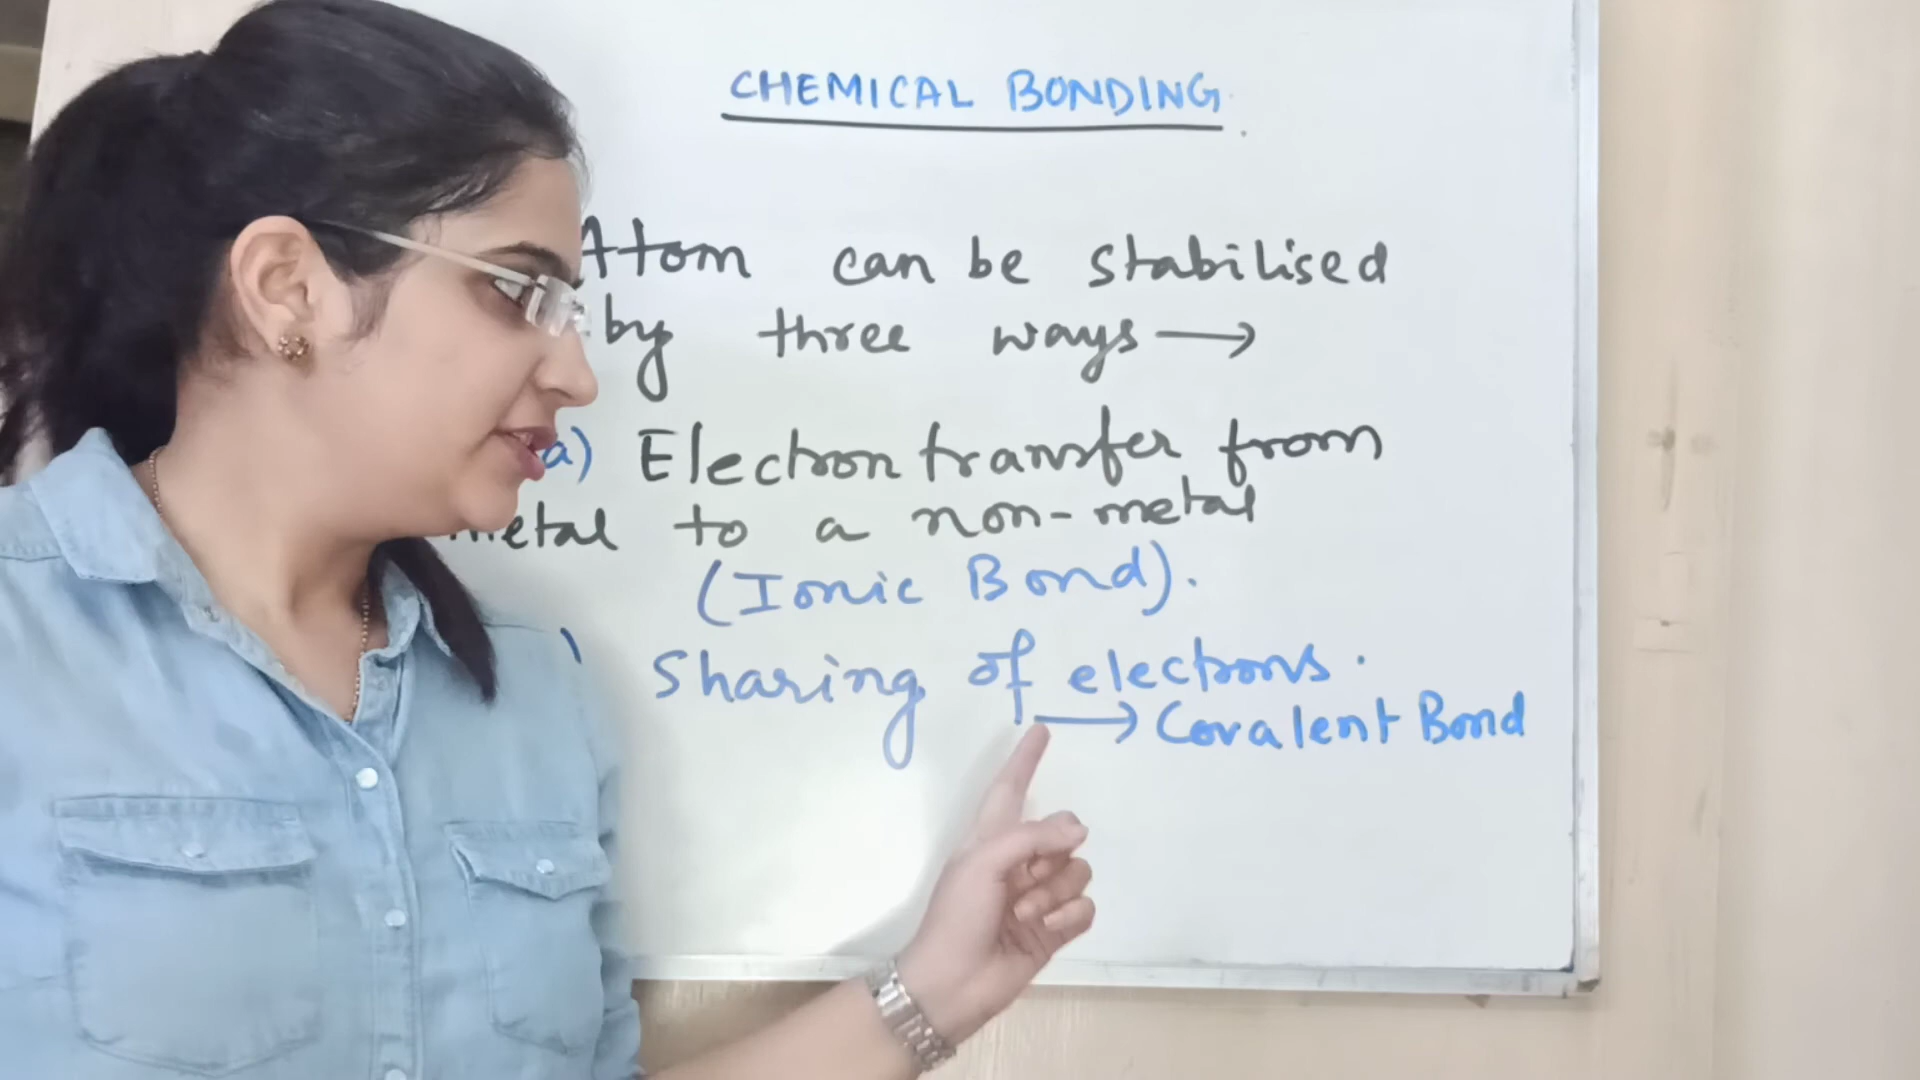 CHEMICAL BONDING
Atom can be stabilised
by three ways →
a) Electron transfer from
metal to a non-metal
(Ionic Bond).
) Sharing of electrons.
→ Covalent Bond